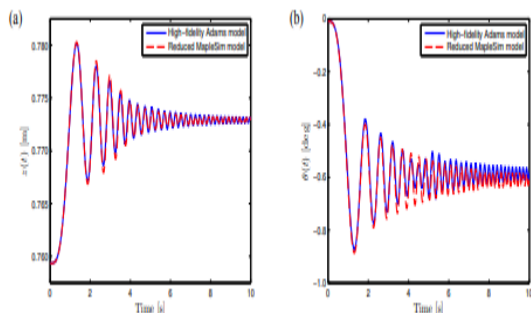 (a)
High-fidelity Adams model
Reduced MapleSim model
0.780
0.775
0.770
0.765
0.760
0 2 4 6 8 10
Time [s]
(b)
High-fidelity Adams model
Reduced MapleSim model
0
−0.2
−0.4
−0.6
−0.8
−1.0
0 2 4 6 8 10
Time [s]